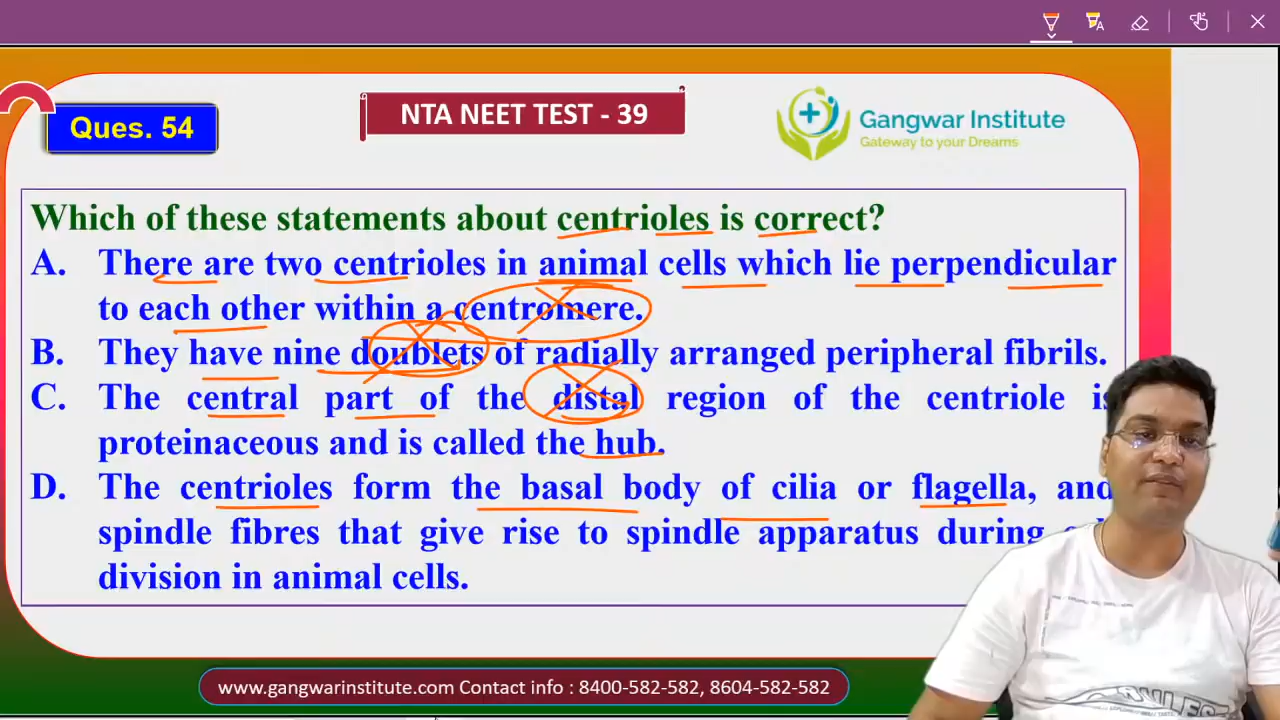 Ques. 54
NTA NEET TEST - 39
Gangwar Institute
Gateway to your Dreams
Which of these statements about centrioles is correct?
A. There are two centrioles in animal cells which lie perpendicular
to each other within a centromere.
B. They have nine doublets of radially arranged peripheral fibrils.
C. The central part of the distal region of the centriole is
proteinaceous and is called the hub.
D. The centrioles form the basal body of cilia or flagella, and
spindle fibres that give rise to spindle apparatus during
division in animal cells.
www.gangwarinstitute.com Contact info : 8400-582-582, 8604-582-582